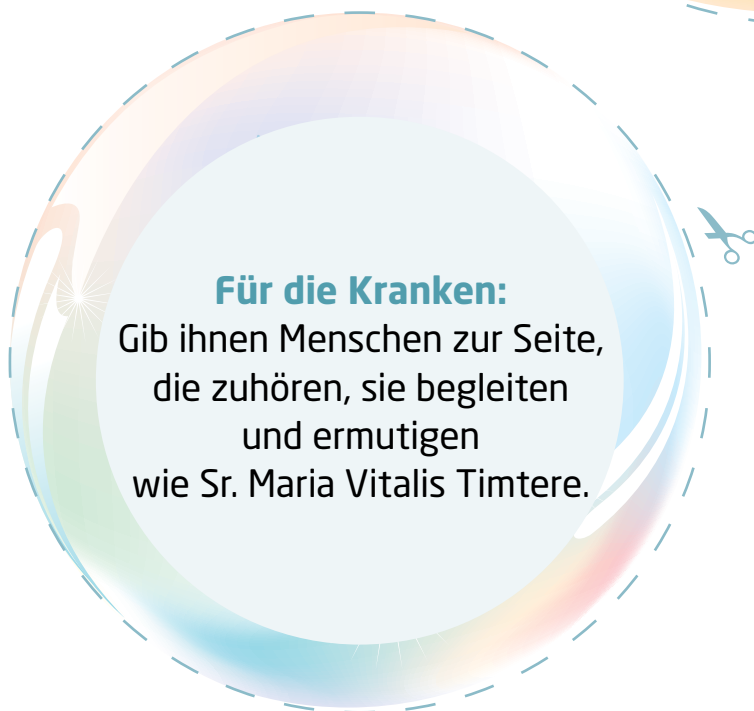 Für die Kranken:
Gib ihnen Menschen zur Seite,
die zuhören, sie begleiten
und ermutigen
wie Sr. Maria Vitalis Timtere.